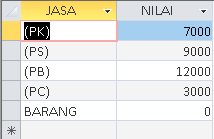 JASA NILAI
(PK) 7000
(PS) 9000
(PB) 12000
(PC) 3000
BARANG 0